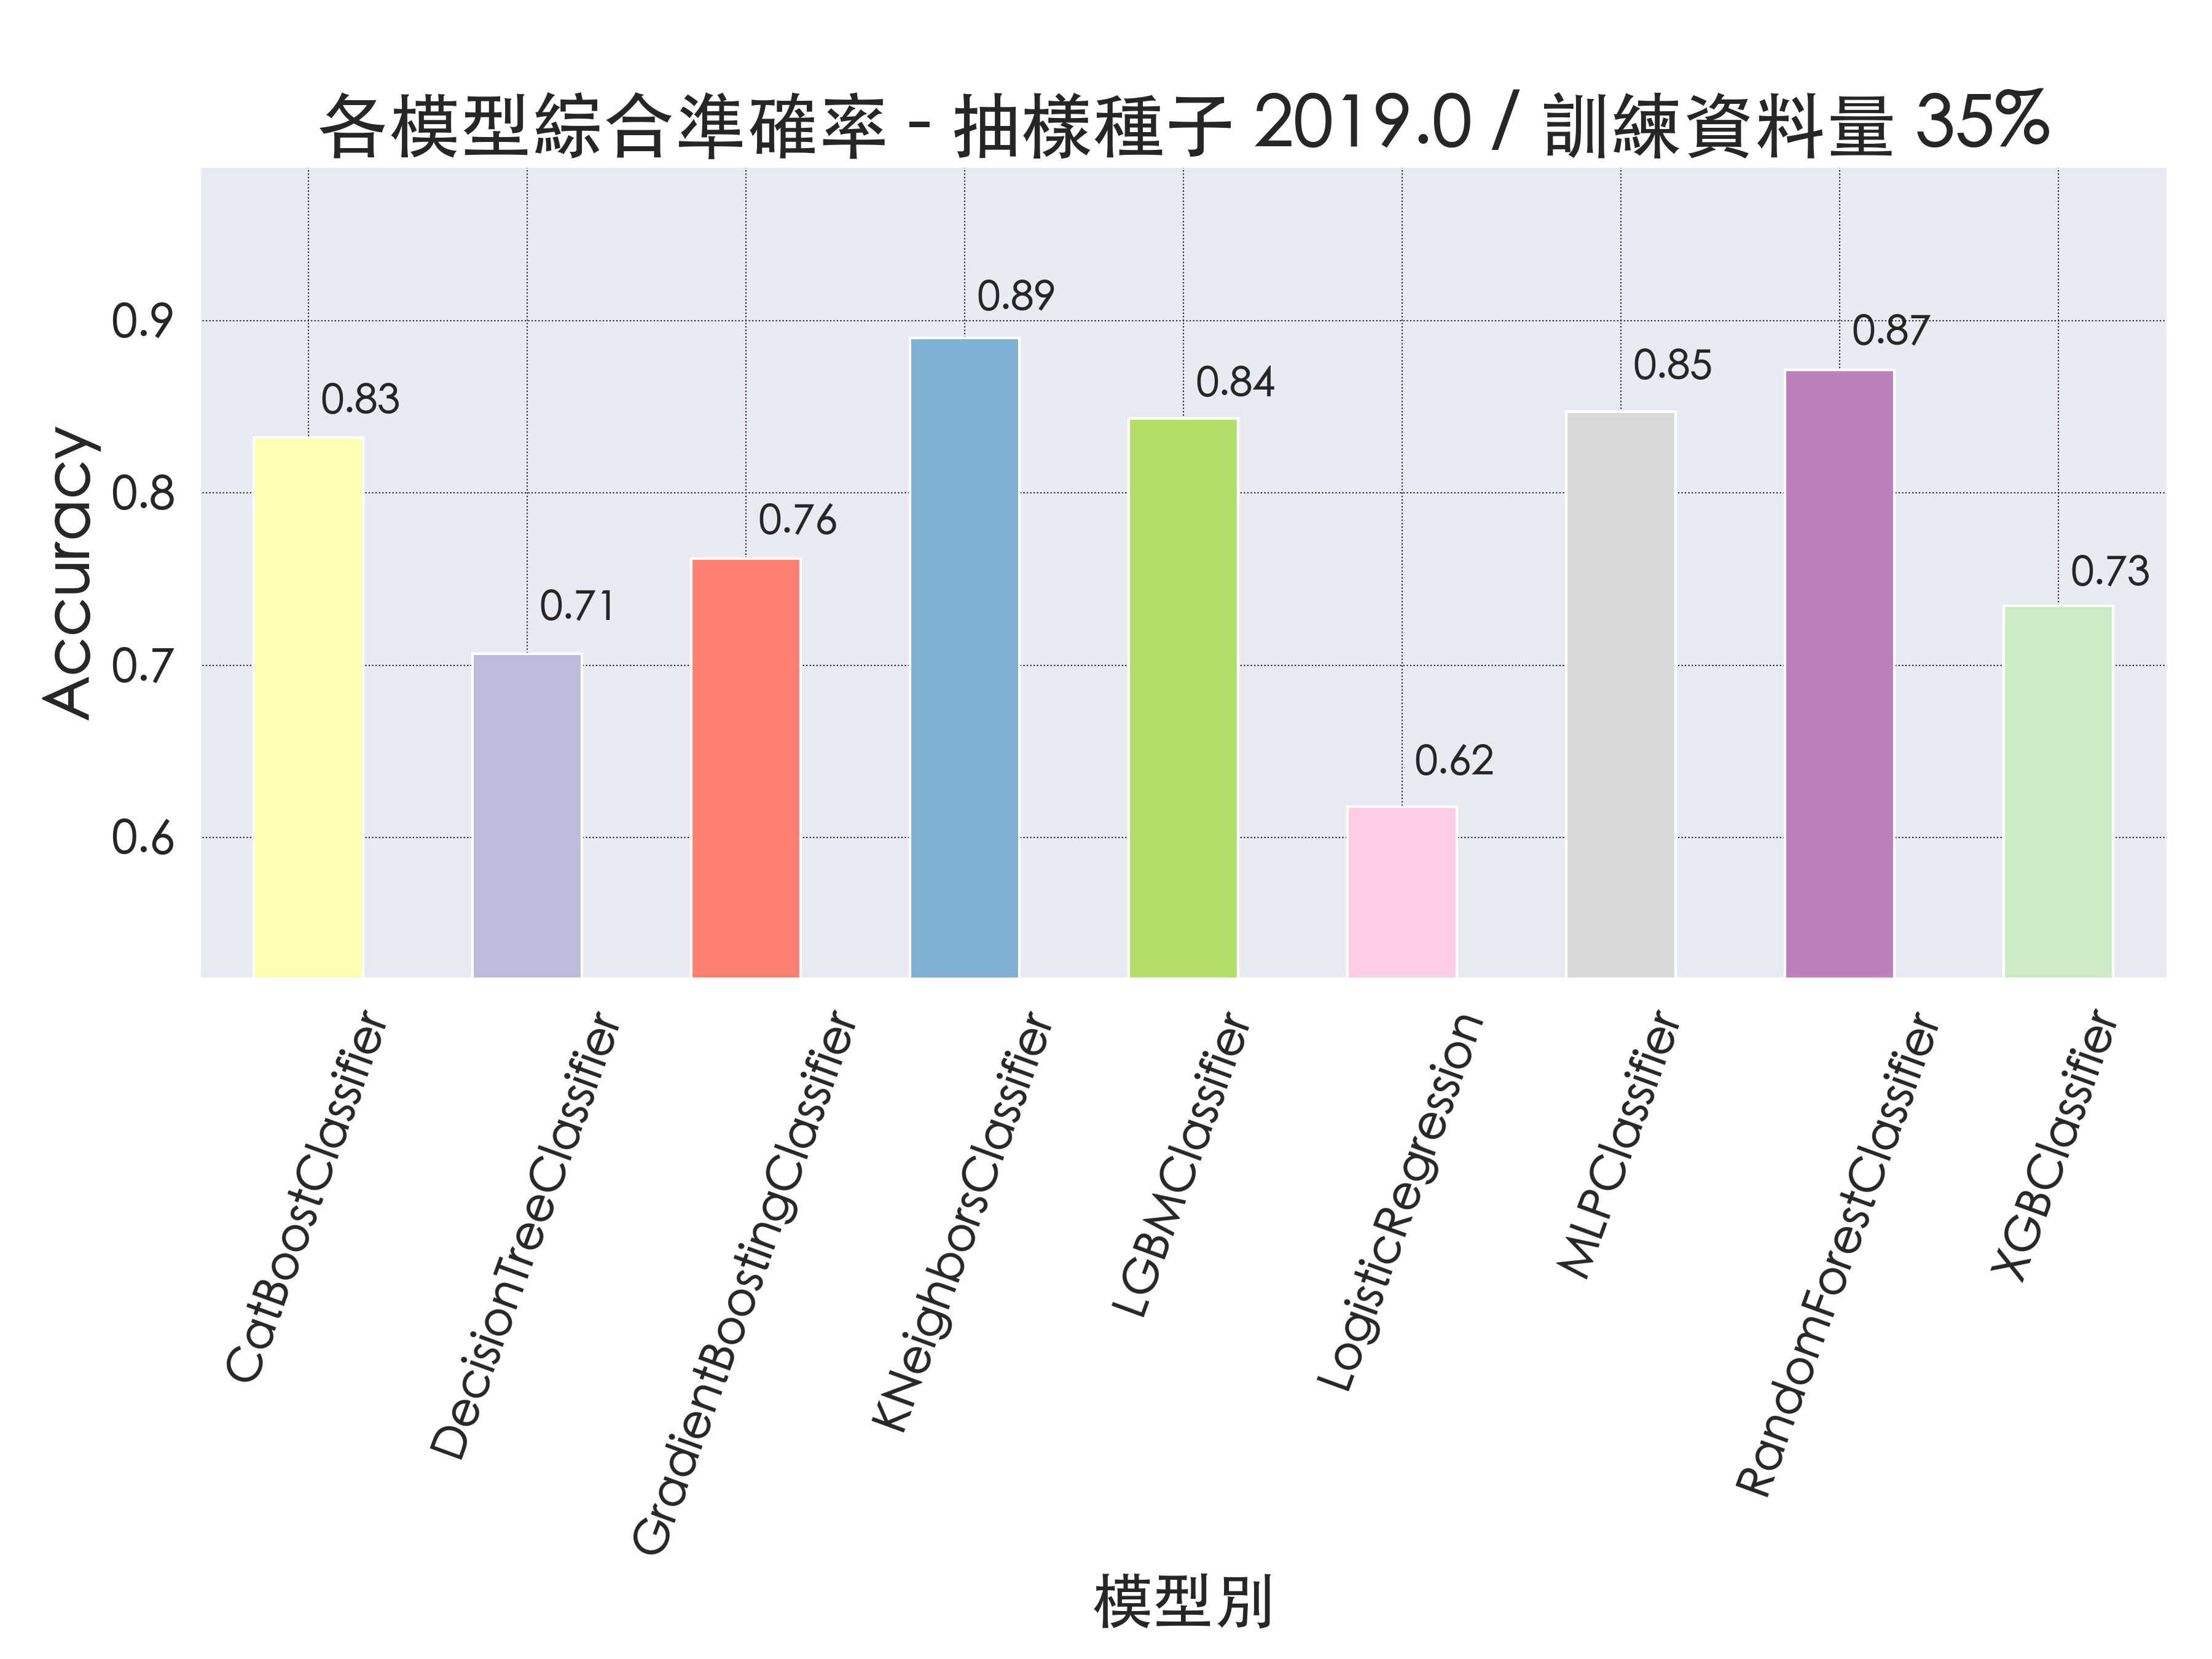 各模型綜合準確率 - 抽樣種子 2019.0 / 訓練資料量 35%
Accuracy
0.9
0.8
0.7
0.6
0.83
0.71
0.76
0.89
0.84
0.62
0.85
0.87
0.73
CatBoostClassifier
DecisionTreeClassifier
GradientBoostingClassifier
KNeighborsClassifier
LGBMClassifier
LogisticRegression
MLPClassifier
RandomForestClassifier
XGBClassifier
模型別